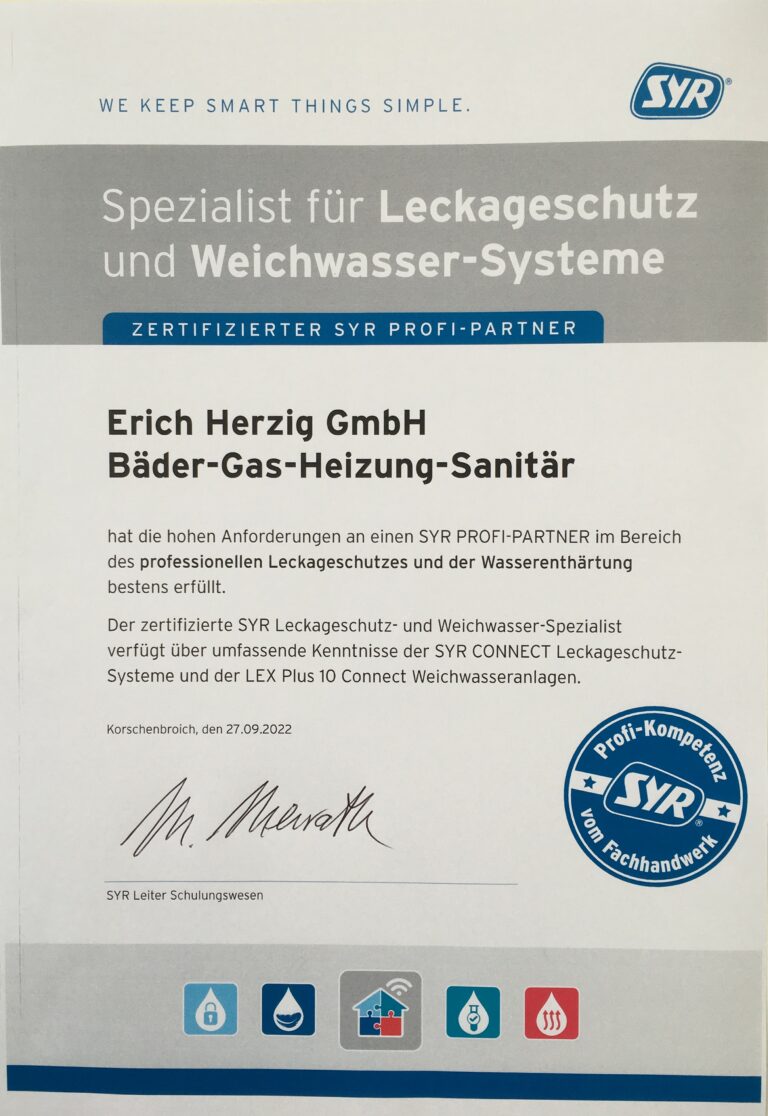 WE KEEP SMART THINGS SIMPLE.
SYR®
Spezialist für Leckageschutz
und Weichwasser-Systeme
ZERTIFIZIERTER SYR PROFI-PARTNER
Erich Herzig GmbH
Bäder-Gas-Heizung-Sanitär
hat die hohen Anforderungen an einen SYR PROFI-PARTNER im Bereich
des professionellen Leckageschutzes und der Wasserenthärtung
bestens erfüllt.
Der zertifizierte SYR Leckageschutz- und Weichwasser-Spezialist
verfügt über umfassende Kenntnisse der SYR CONNECT Leckageschutz-
Systeme und der LEX Plus 10 Connect Weichwasseranlagen.
Korschenbroich, den 27.09.2022
Profi-Kompetenz
SYR®
vom Fachhandwerk
SYR Leiter Schulungswesen